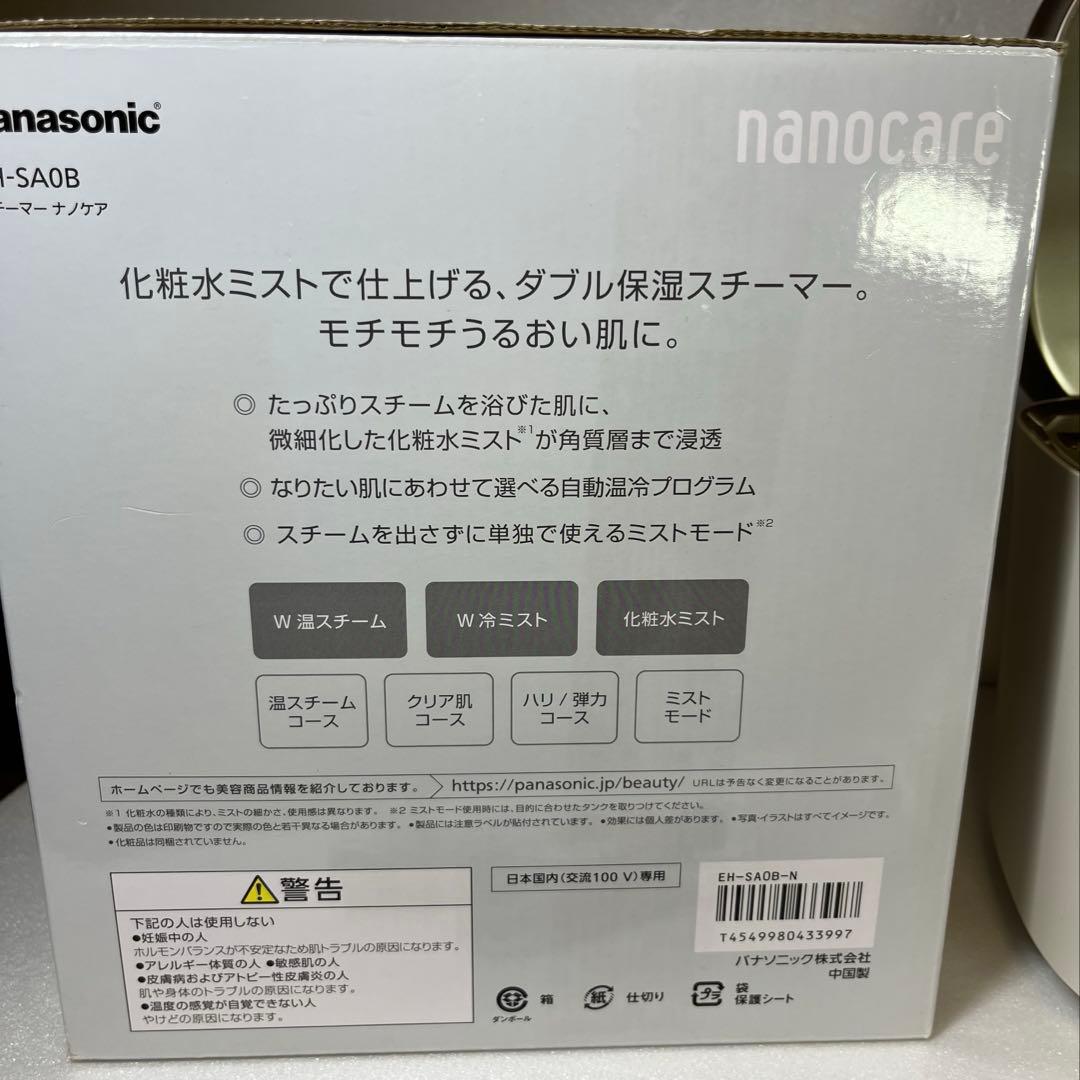 anasonic®
nanocare
H-SA0B
チーマー ナノケア
化粧水ミストで仕上げる、ダブル保湿スチーマー。
モチモチうるおい肌に。
◎ たっぷりスチームを浴びた肌に、
微細化した化粧水ミスト※1が角質層まで浸透
◎ なりたい肌にあわせて選べる自動温冷プログラム
◎ スチームを出さずに単独で使えるミストモード※2
W 温スチーム W 冷ミスト 化粧水ミスト
温スチーム クリア肌 ハリ / 弾力 ミスト
コース コース コース モード
ホームページでも美容商品情報を紹介しております。 https://panasonic.jp/beauty/ URLは予告なく変更になることがあります。
※1 化粧水の種類により、ミストの細かさ、使用感は異なります。 ※2 ミストモード使用時には、目的に合わせたタンクを取りつけてください。
●製品の色は印刷物ですので実際の色と若干異なる場合があります。 ●製品には注意ラベルが貼付されています。 ●効果には個人差があります。 ●写真・イラストはすべてイメージです。
●化粧品は同梱されていません。
警告
下記の人は使用しない
●妊娠中の人
ホルモンバランスが不安定なため肌トラブルの原因になります。
●アレルギー体質の人 ●敏感肌の人
●皮膚病およびアトピー性皮膚炎の人
肌や身体のトラブルの原因になります。
●温度の感覚が自覚できない人
やけどの原因になります。
日本国内(交流100 V)専用
EH-SA0B-N
T4549980433997
パナソニック株式会社
中国製
ダンボール 箱
紙 仕切り
プラ 袋
保護シート